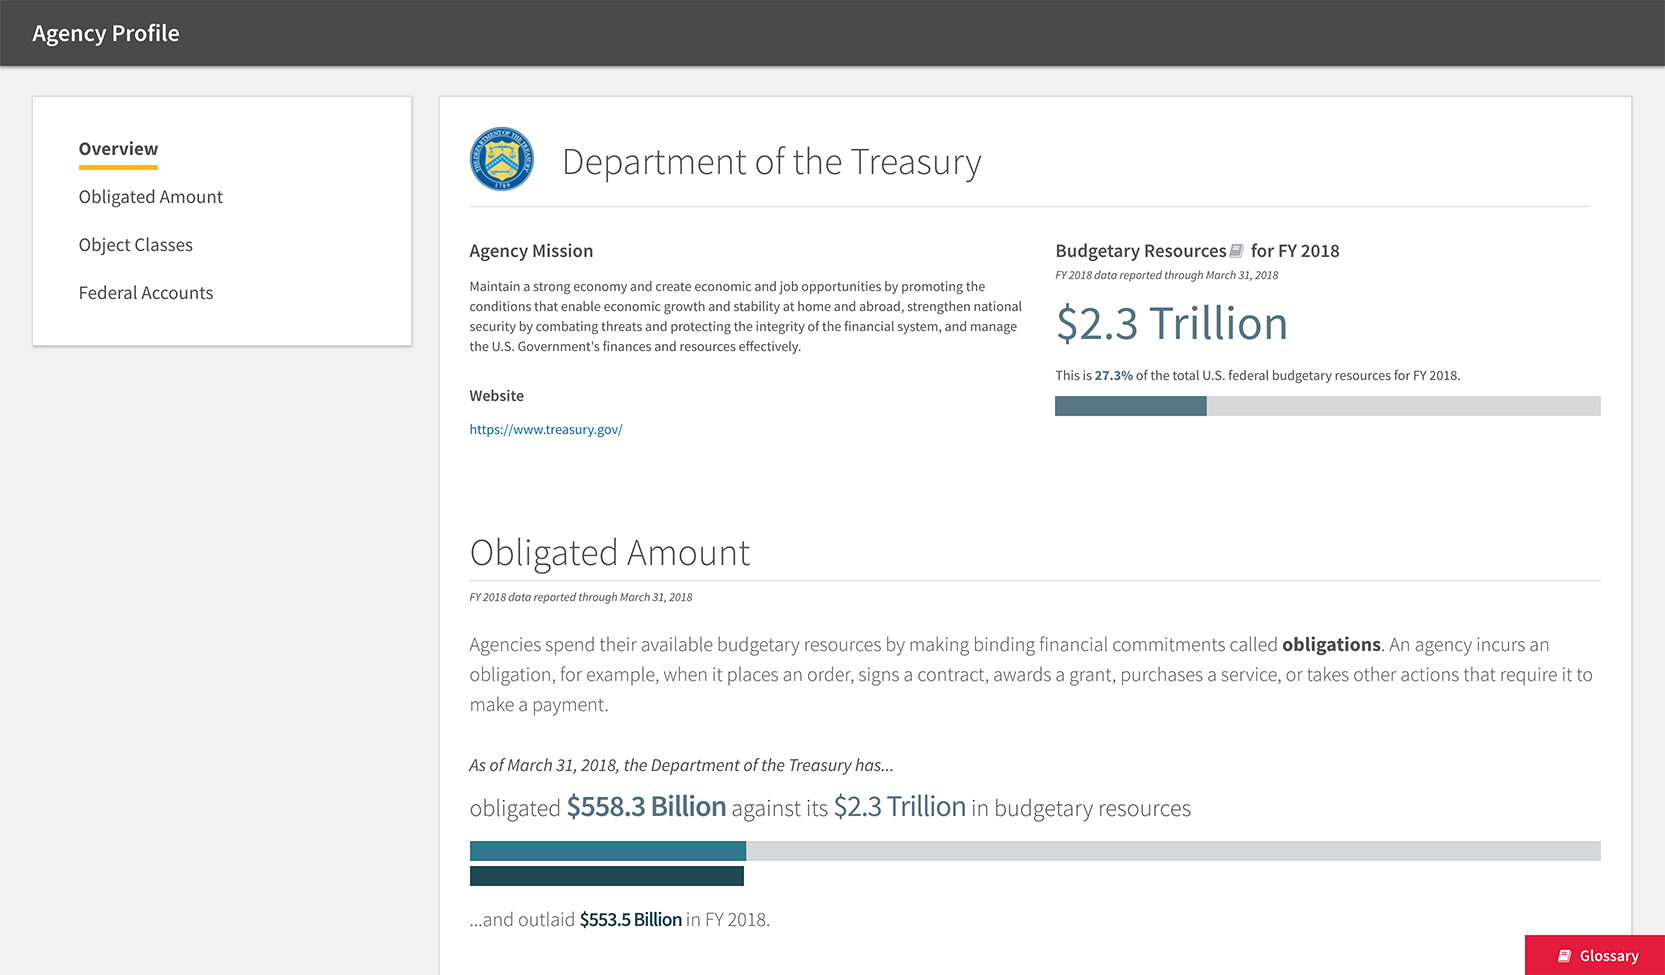 Agency Profile
Overview
Obligated Amount
Object Classes
Federal Accounts
THE DEPARTMENT OF THE TREASURY
1789
Department of the Treasury
Agency Mission
Maintain a strong economy and create economic and job opportunities by promoting the
conditions that enable economic growth and stability at home and abroad, strengthen national
security by combating threats and protecting the integrity of the financial system, and manage
the U.S. Government's finances and resources effectively.
Website
https://www.treasury.gov/
Budgetary Resources for FY 2018
FY 2018 data reported through March 31, 2018
$2.3 Trillion
This is 27.3% of the total U.S. federal budgetary resources for FY 2018.
Obligated Amount
FY 2018 data reported through March 31, 2018
Agencies spend their available budgetary resources by making binding financial commitments called obligations. An agency incurs an
obligation, for example, when it places an order, signs a contract, awards a grant, purchases a service, or takes other actions that require it to
make a payment.
As of March 31, 2018, the Department of the Treasury has...
obligated $558.3 Billion against its $2.3 Trillion in budgetary resources
...and outlaid $553.5 Billion in FY 2018.
Glossary